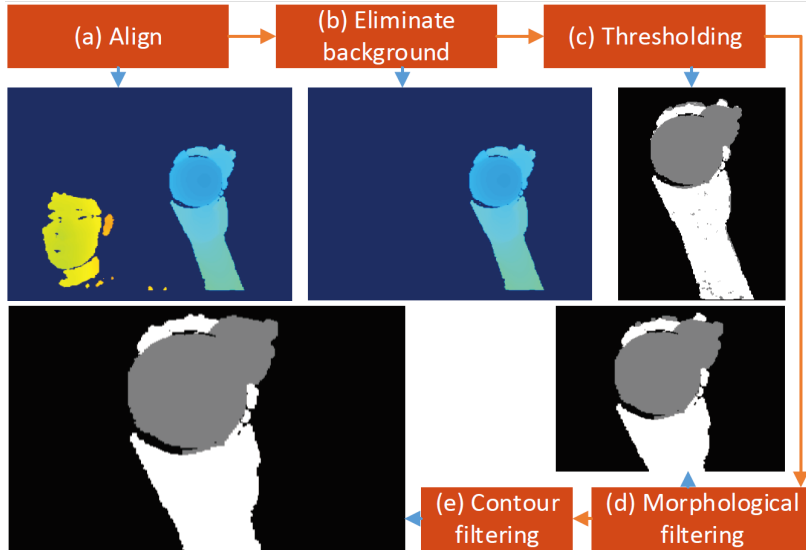 (a) Align
(b) Eliminate
background
(c) Thresholding
(d) Morphological
filtering
(e) Contour
filtering